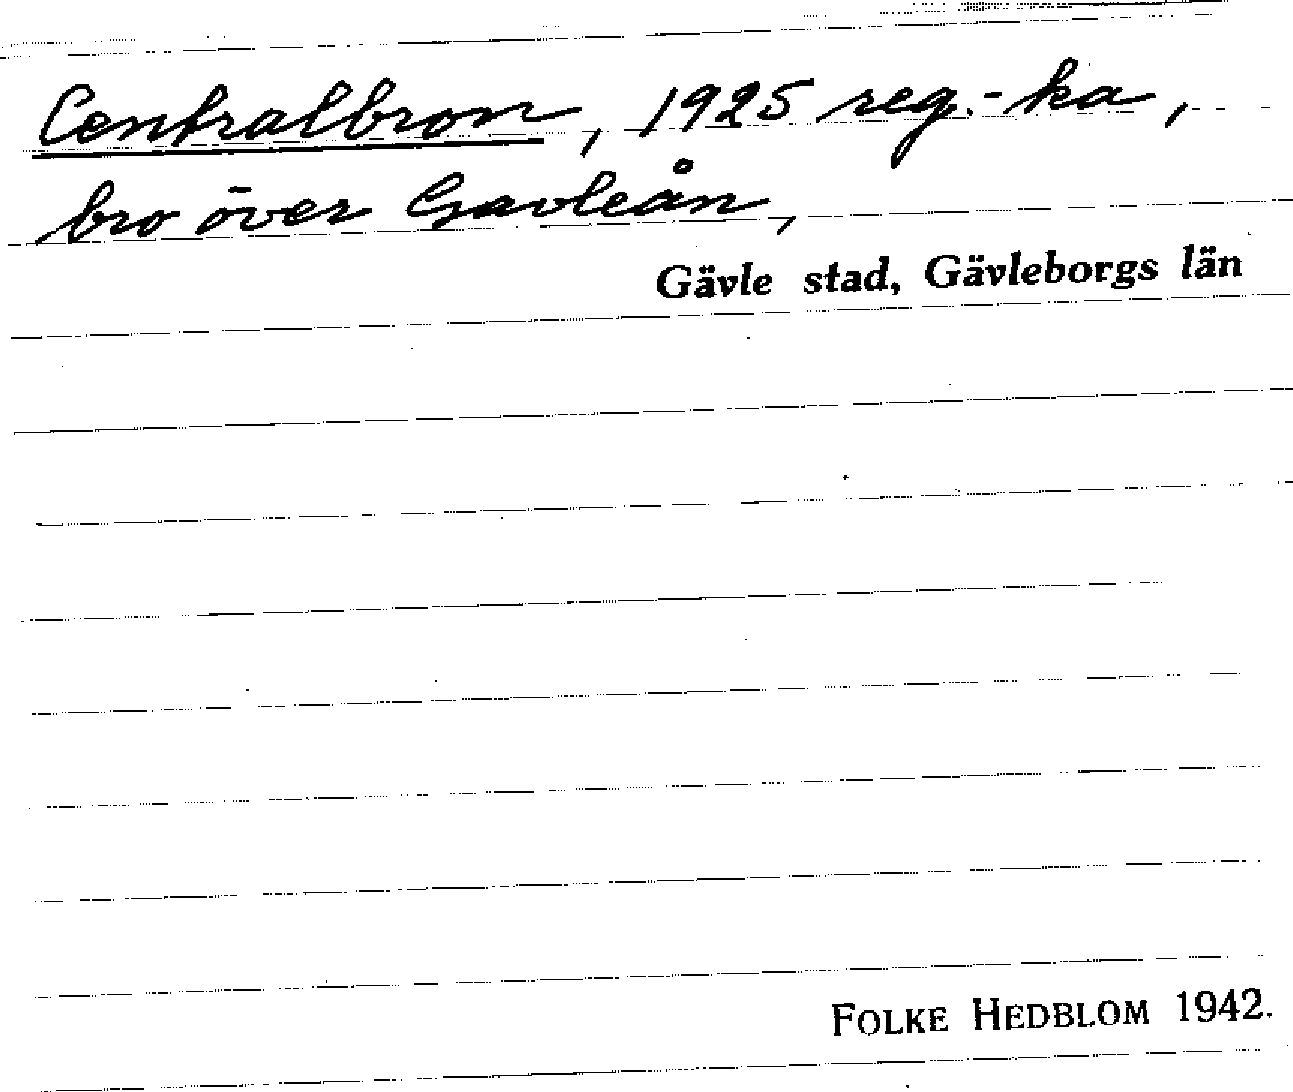 Centralbron, 1925 reg.-ka,
bro över Gavleån,
Gävle stad, Gävleborgs län
FOLKE HEDBLOM 1942.